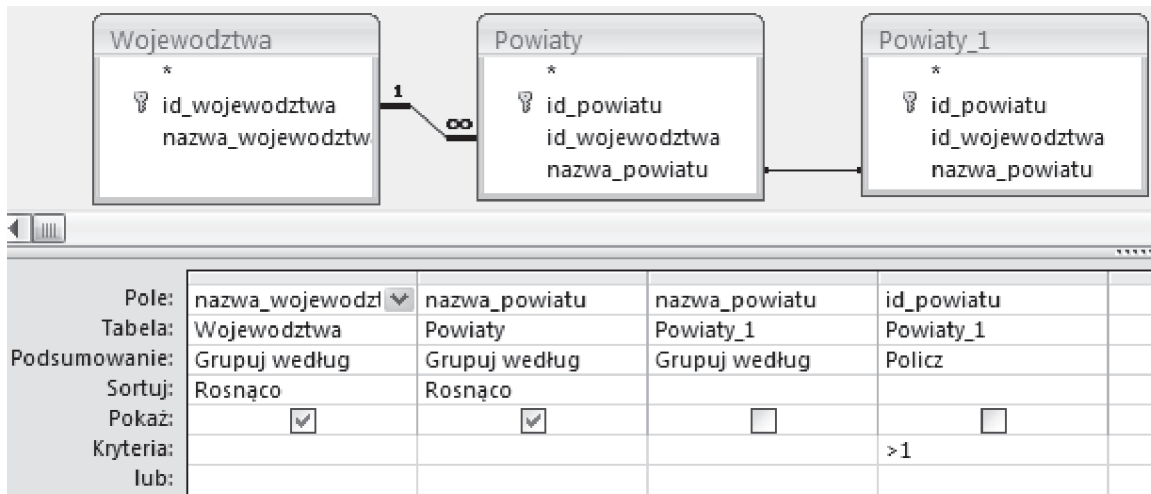 Wojewodztwa
*
id_wojewodztwa
nazwa_wojewodztw
1
∞
Powiaty
*
id_powiatu
id_wojewodztwa
nazwa_powiatu
Powiaty_1
*
id_powiatu
id_wojewodztwa
nazwa_powiatu
Pole: nazwa_wojewodzt nazwa_powiatu nazwa_powiatu id_powiatu
Tabela: Wojewodztwa Powiaty Powiaty_1 Powiaty_1
Podsumowanie: Grupuj według Grupuj według Grupuj według Policz
Sortuj: Rosnąco Rosnąco
Pokaż:
Kryteria: >1
lub: